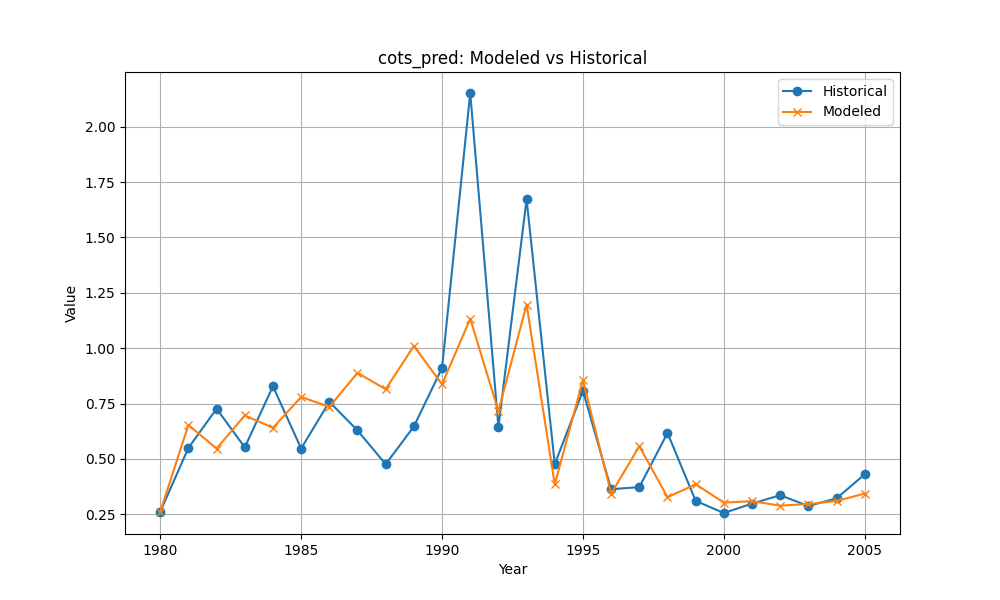 cots_pred: Modeled vs Historical
Historical
Modeled
Value
2.00
1.75
1.50
1.25
1.00
0.75
0.50
0.25
1980 1985 1990 1995 2000 2005
Year